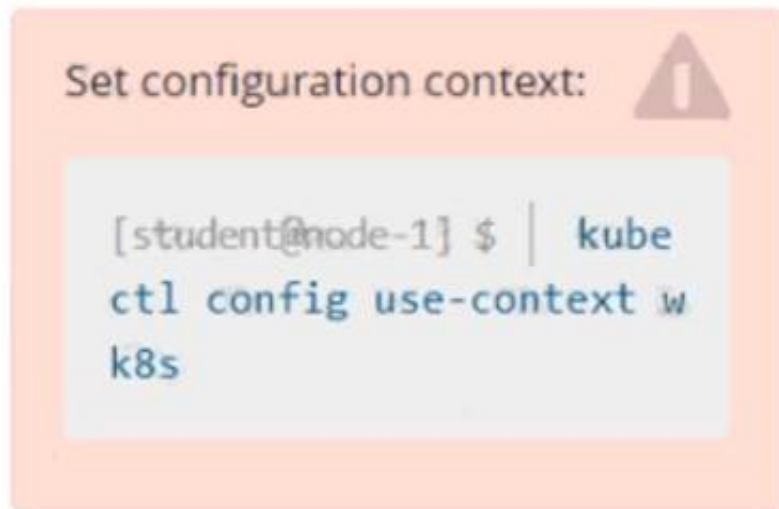 Set configuration context:
[student@node-1] $ | kube
ctl config use-context w
k8s